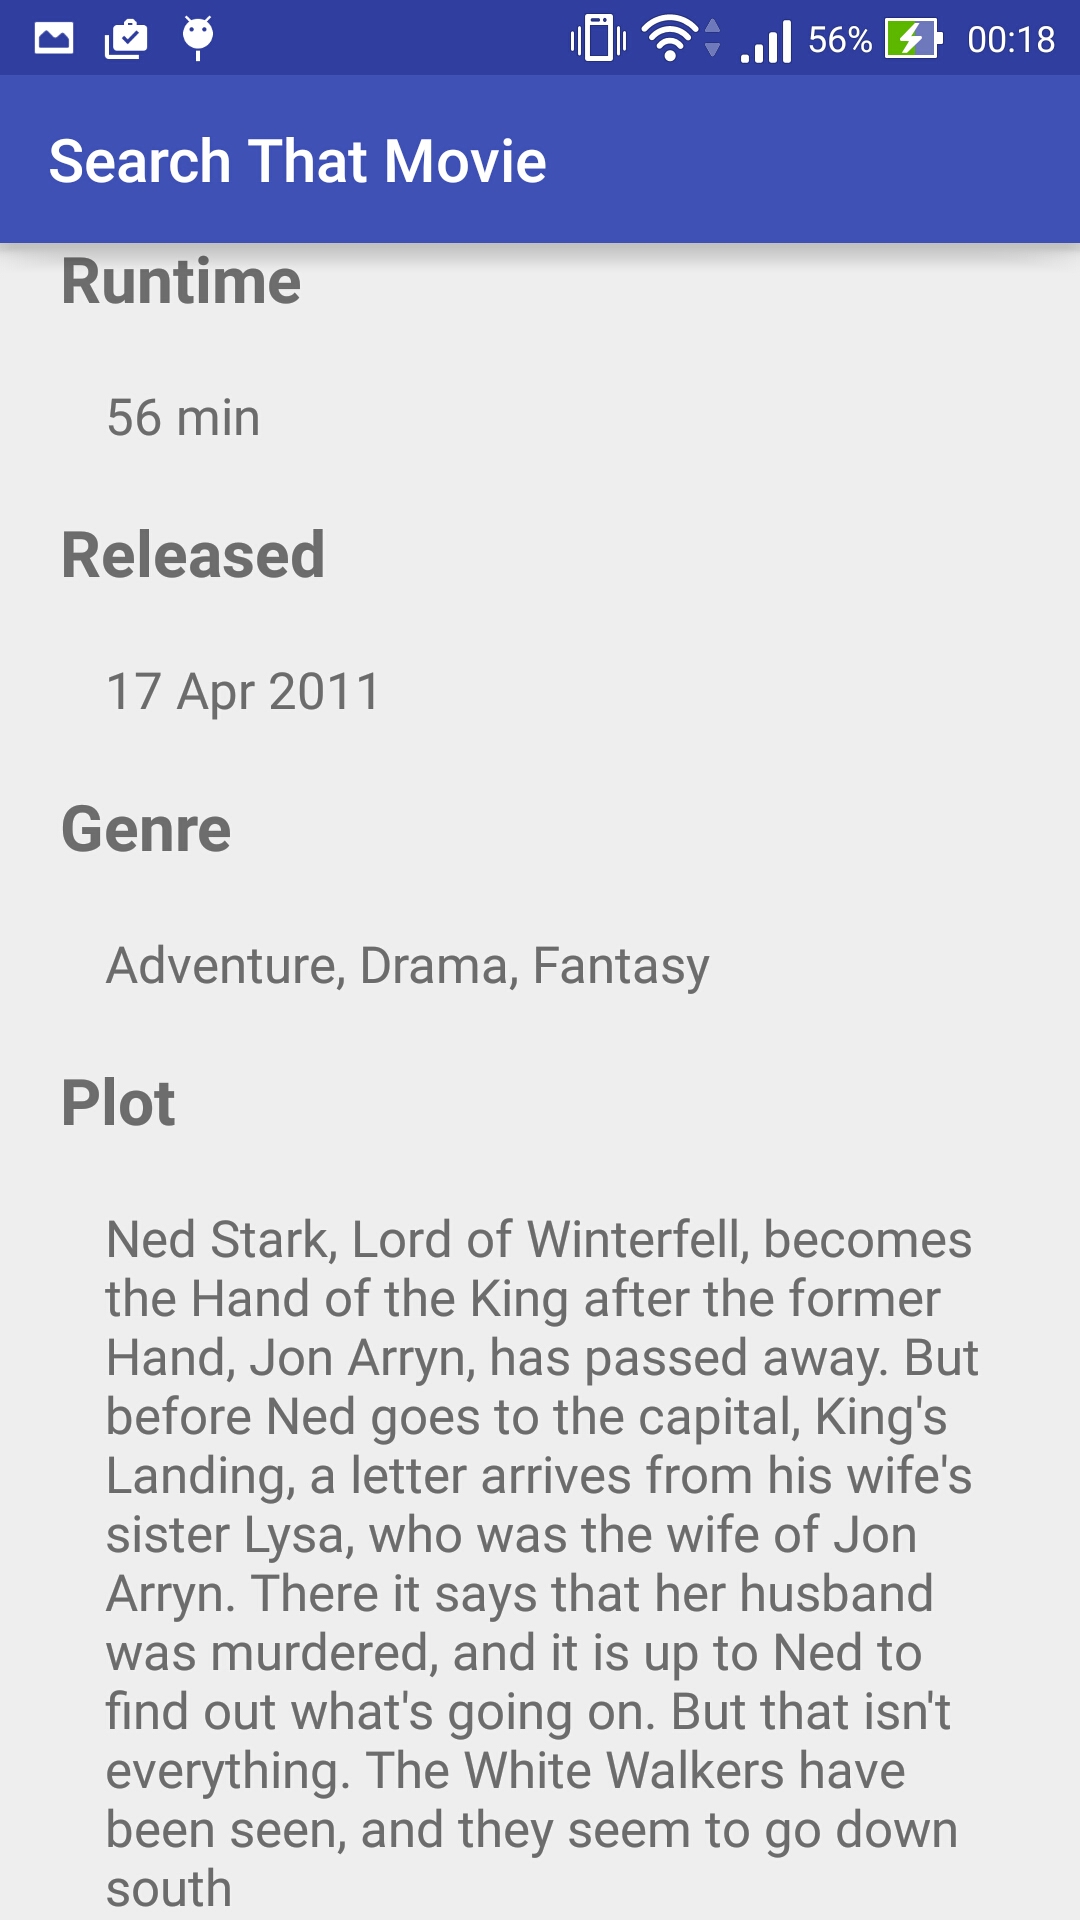 56% 00:18
Search That Movie
Runtime
56 min
Released
17 Apr 2011
Genre
Adventure, Drama, Fantasy
Plot
Ned Stark, Lord of Winterfell, becomes
the Hand of the King after the former
Hand, Jon Arryn, has passed away. But
before Ned goes to the capital, King's
Landing, a letter arrives from his wife's
sister Lysa, who was the wife of Jon
Arryn. There it says that her husband
was murdered, and it is up to Ned to
find out what's going on. But that isn't
everything. The White Walkers have
been seen, and they seem to go down
south